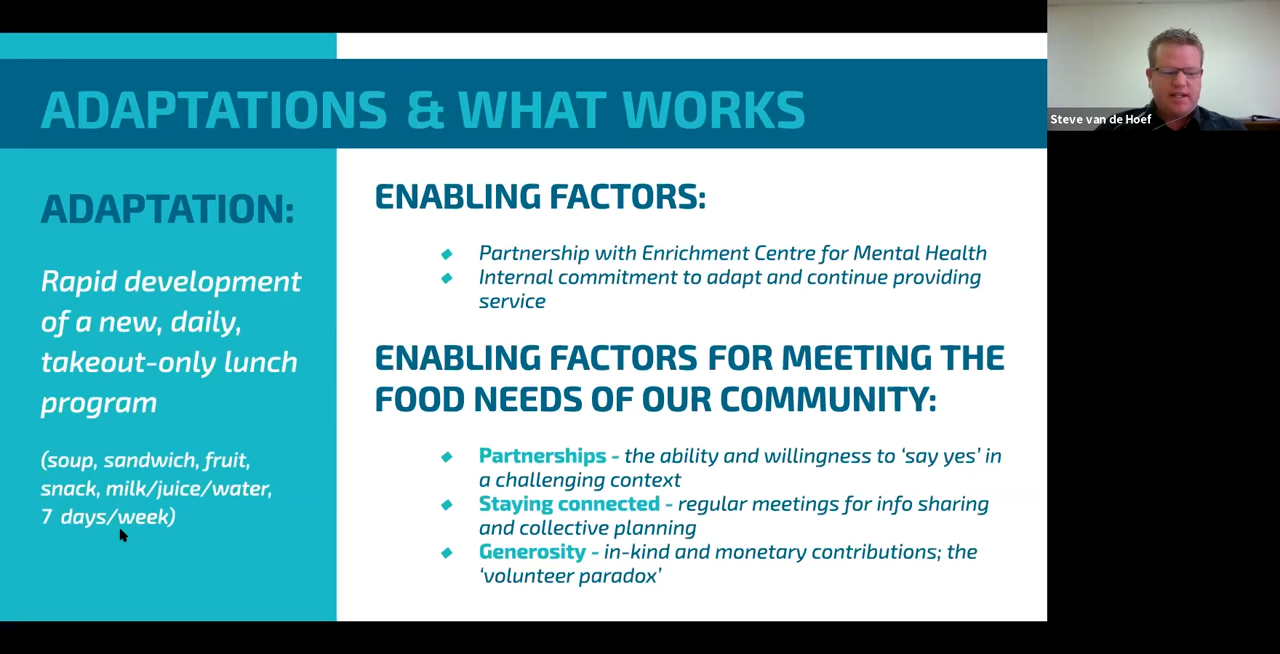 ADAPTATIONS & WHAT WORKS
Steve van de Hoef
ADAPTATION:
Rapid development
of a new, daily,
takeout-only lunch
program
(soup, sandwich, fruit,
snack, milk/juice/water,
7 days/week)
ENABLING FACTORS:
Partnership with Enrichment Centre for Mental Health
Internal commitment to adapt and continue providing
service
ENABLING FACTORS FOR MEETING THE
FOOD NEEDS OF OUR COMMUNITY:
Partnerships - the ability and willingness to ‘say yes’ in
a challenging context
Staying connected - regular meetings for info sharing
and collective planning
Generosity - in-kind and monetary contributions; the
‘volunteer paradox’